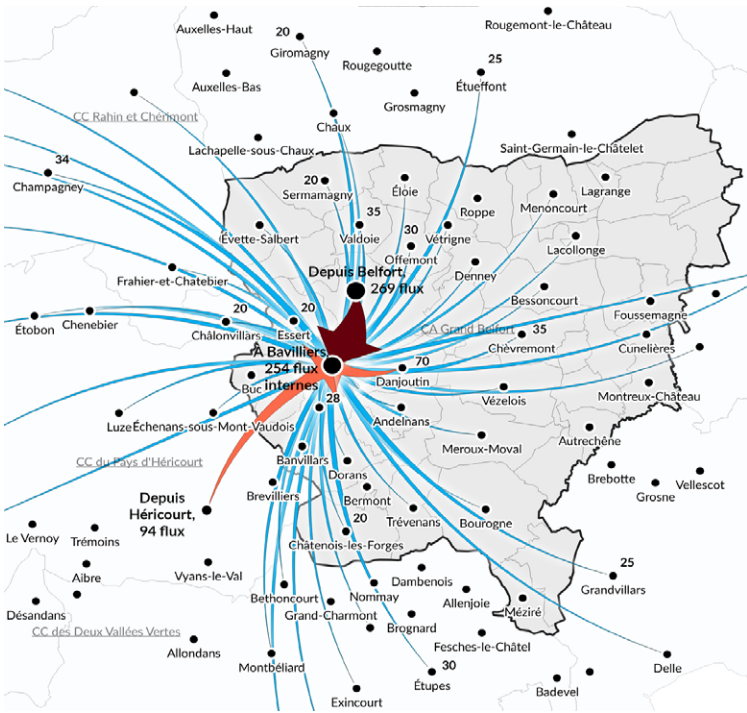 Auxelles-Haut
20
Giromagny
Rougemont-le-Château
Rougegoutte
25
Étueffont
Auxelles-Bas
Grosmagny
CC Rahin et Chérimont
Chaux
Lachapelle-sous-Chaux
Saint-Germain-le-Châtelet
34
Champagney
20
Sermamagny
Éloie
Lagrange
Roppe
Menoncourt
35
Évette-Salbert
Valdoie
30
Vétrigne
Offemont
Lacollonge
Depuis Belfort,
269 flux
Denney
Frahier-et-Chatebier
Bessoncourt
20
20
Foussemagne
Étobon
Chenebier
Châlonvillars
Essert
CA Grand Belfort
35
Chèvremont
Cunelières
À Bavilliers
254 flux
internes
70
Danjoutin
Buc
28
Vézelois
Montreux-Château
Luze
Échenans-sous-Mont-Vaudois
Andelnans
Meroux-Moval
Autrechêne
CC du Pays d'Héricourt
Banvillars
Dorans
Brebotte
Vellescot
Brevilliers
Bermont
Grosne
Depuis
Héricourt,
94 flux
Trévenans
Bourogne
20
Châtenois-les-Forges
Le Vernoy
Trémoins
Aibre
Vyans-le-Val
Dambenois
25
Grandvillars
Bethoncourt
Nommay
Allenjoie
Méziré
Désandans
Grand-Charmont
Brognard
CC des Deux Vallées Vertes
Fesches-le-Châtel
Allondans
Montbéliard
Delle
30
Étupes
Exincourt
Badevel